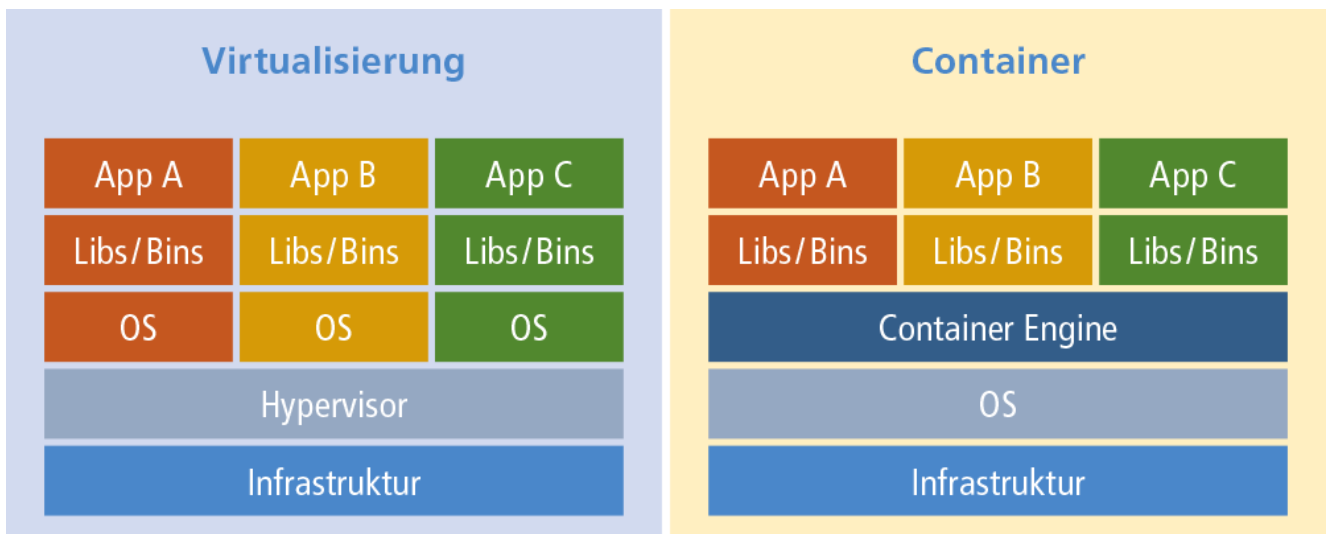 Virtualisierung
App A App B App C
Libs/Bins Libs/Bins Libs/Bins
OS OS OS
Hypervisor
Infrastruktur
Container
App A App B App C
Libs/Bins Libs/Bins Libs/Bins
Container Engine
OS
Infrastruktur